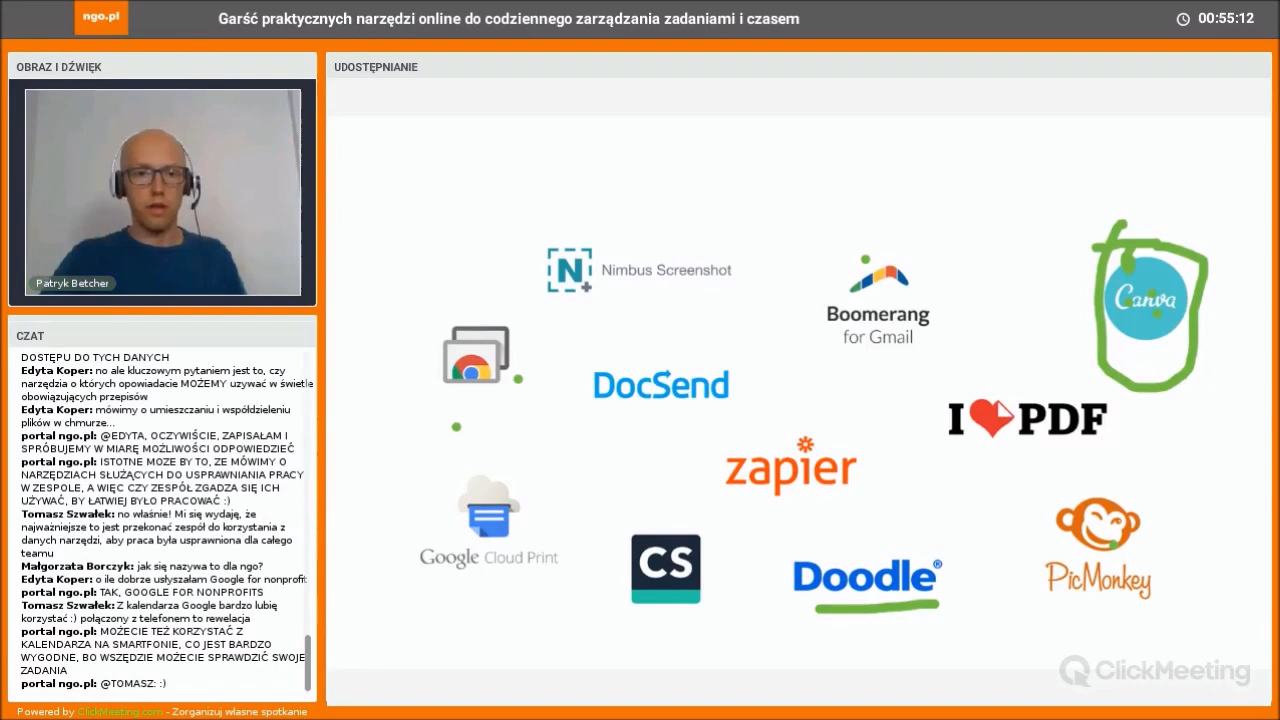 ngo.pl
Garść praktycznych narzędzi online do codziennego zarządzania zadaniami i czasem
00:55:12
OBRAZ I DŹWIĘK
Patryk Betcher
CZAT
DOSTĘPU DO TYCH DANYCH
Edyta Koper: no ale kluczowym pytaniem jest to, czy
narzędzia o których opowiadacie MOŻEMY uzywać w świetle
obowiązujących przepisów
Edyta Koper: mówimy o umieszczaniu i współdzieleniu
plików w chmurze...
portal ngo.pl: @EDYTA, OCZYWIŚCIE, ZAPISAŁAM I
SPRÓBUJEMY W MIARĘ MOŻLIWOŚCI ODPOWIEDZIEĆ
portal ngo.pl: ISTOTNE MOZE BY TO, ZE MÓWIMY O
NARZĘDZIACH SŁUŻĄCYCH DO USPRAWNIANIA PRACY
W ZESPOLE, A WIĘC CZY ZESPÓŁ ZGADZA SIĘ ICH
UŻYWAĆ, BY ŁATWIEJ BYŁO PRACOWAĆ :)
Tomasz Szwałek: no właśnie! Mi się wydaję, że
najważniejsze to jest przekonać zespół do korzystania z
danych narzędzi, aby praca była usprawniona dla całego
teamu
Małgorzata Borczyk: jak się nazywa to dla ngo?
Edyta Koper: o ile dobrze usłyszałam Google for nonprofit
portal ngo.pl: TAK, GOOGLE FOR NONPROFITS
Tomasz Szwałek: Z kalendarza Google bardzo lubię
korzystać :) połączony z telefonem to rewelacja
portal ngo.pl: MOŻECIE TEŻ KORZYSTAĆ Z
KALENDARZA NA SMARTFONIE, CO JEST BARDZO
WYGODNE, BO WSZĘDZIE MOŻECIE SPRAWDZIĆ SWOJE
ZADANIA
portal ngo.pl: @TOMASZ: :)
Powered by ClickMeeting.com - Zorganizuj własne spotkanie
UDOSTĘPNIANIE
N Nimbus Screenshot
Boomerang
for Gmail
Canva
DocSend
I PDF
zapier
Google Cloud Print
CS
Doodle®
PicMonkey
ClickMeeting